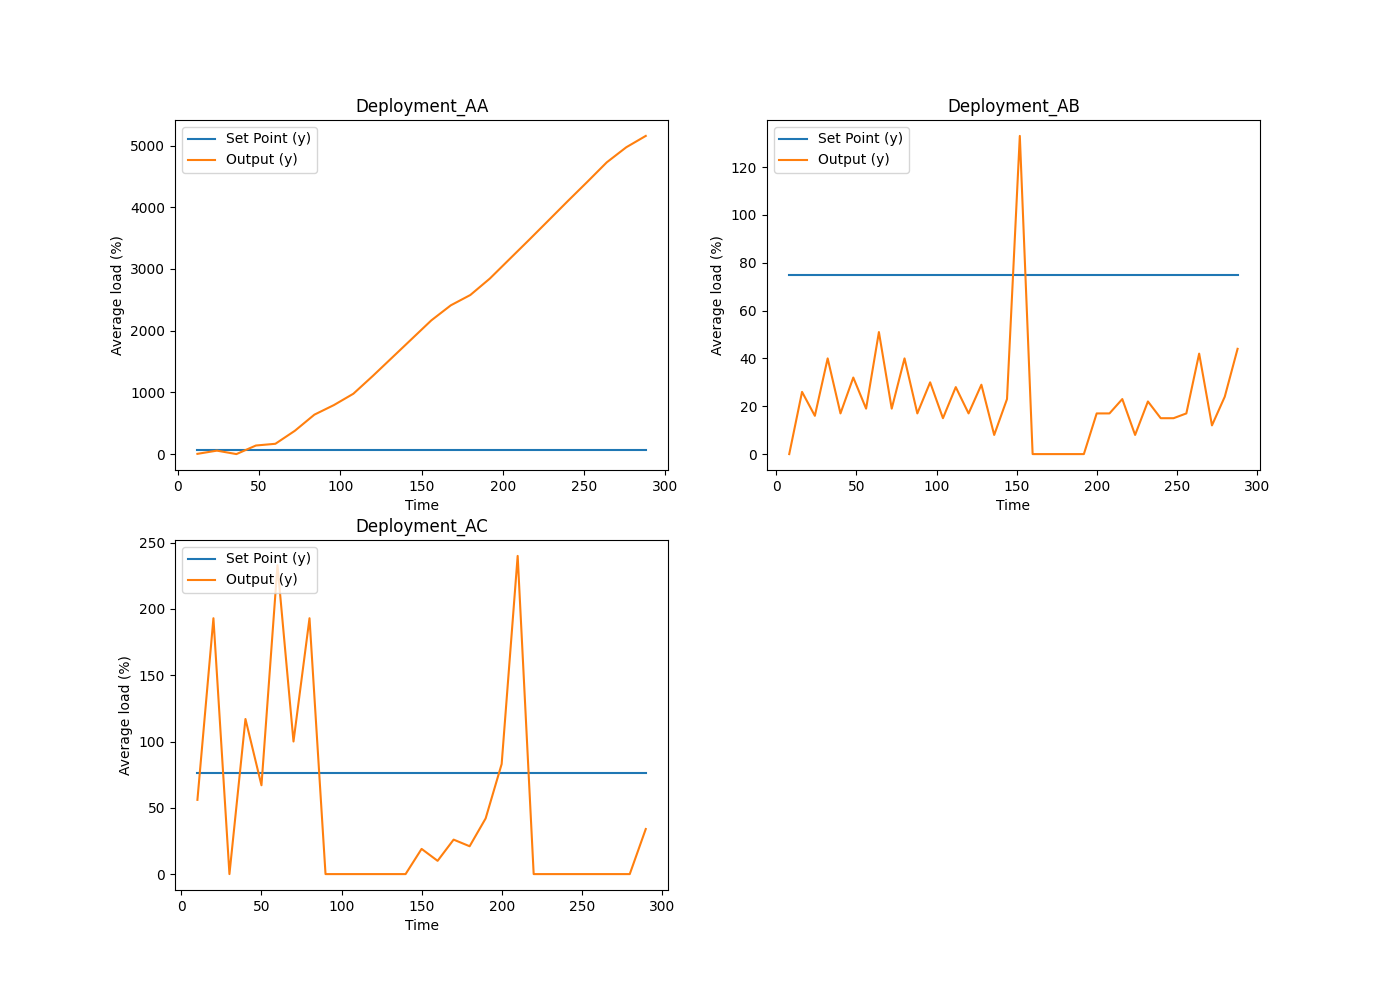 Deployment_AA
Set Point (y)
Output (y)
5000
4000
3000
2000
1000
0
Average load (%)
0 50 100 150 200 250 300
Time
Deployment_AB
Set Point (y)
Output (y)
120
100
80
60
40
20
0
Average load (%)
0 50 100 150 200 250 300
Time
Deployment_AC
Set Point (y)
Output (y)
250
200
150
100
50
0
Average load (%)
0 50 100 150 200 250 300
Time